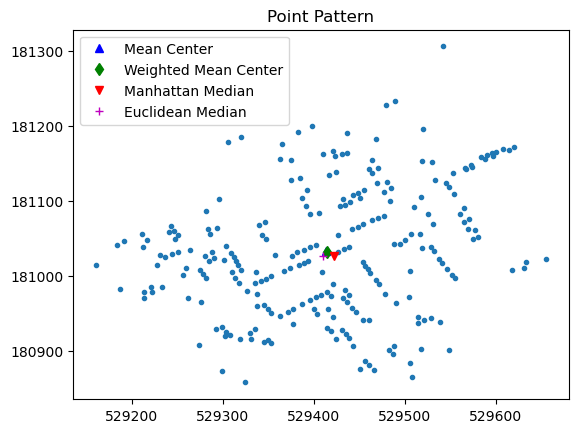 Point Pattern
Mean Center
Weighted Mean Center
Manhattan Median
Euclidean Median
181300
181200
181100
181000
180900
529200 529300 529400 529500 529600